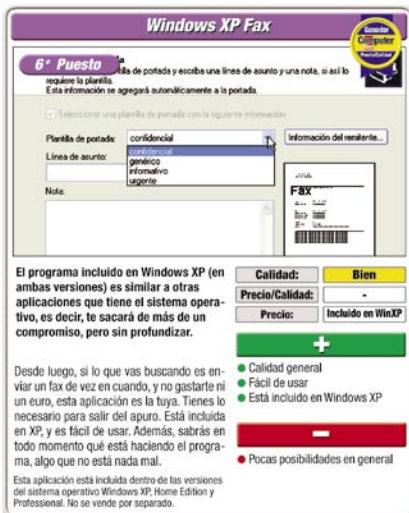 Windows XP Fax
Ganador
Computer
Precio/Calidad
6º Puesto
la
tilla de portada y escriba una línea de asunto y una nota, si así lo
requiere la plantilla.
Esta información se agregará automáticamente a la portada.
Seleccionar una plantilla de portada con la siguiente información
Plantilla de portada:
confidencial
Información del remitente...
confidencial
Línea de asunto:
genérico
informativo
urgente
Nota:
Fax
El programa incluido en Windows XP (en
ambas versiones) es similar a otras
aplicaciones que tiene el sistema opera-
tivo, es decir, te sacará de más de un
compromiso, pero sin profundizar.
Desde luego, si lo que vas buscando es en-
viar un fax de vez en cuando, y no gastarte ni
un euro, esta aplicación es la tuya. Tienes lo
necesario para salir del apuro. Está incluida
en XP, y es fácil de usar. Además, sabrás en
todo momento qué está haciendo el progra-
ma, algo que no está nada mal.
Esta aplicación está incluida dentro de las versiones
del sistema operativo Windows XP, Home Edition y
Professional. No se vende por separado.
Calidad: Bien
Precio/Calidad: -
Precio: Incluido en WinXP
+
Calidad general
Fácil de usar
Está incluido en Windows XP
-
Pocas posibilidades en general